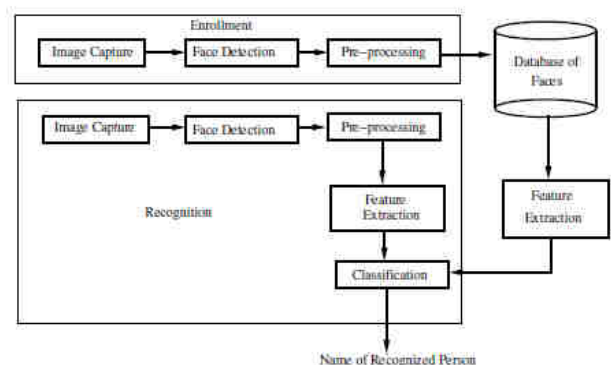 Enrollment
Image Capture
Face Detection
Pre-processing
Database of
Faces
Image Capture
Face Detection
Pre-processing
Recognition
Feature
Extraction
Feature
Extraction
Classification
Name of Recognized Person